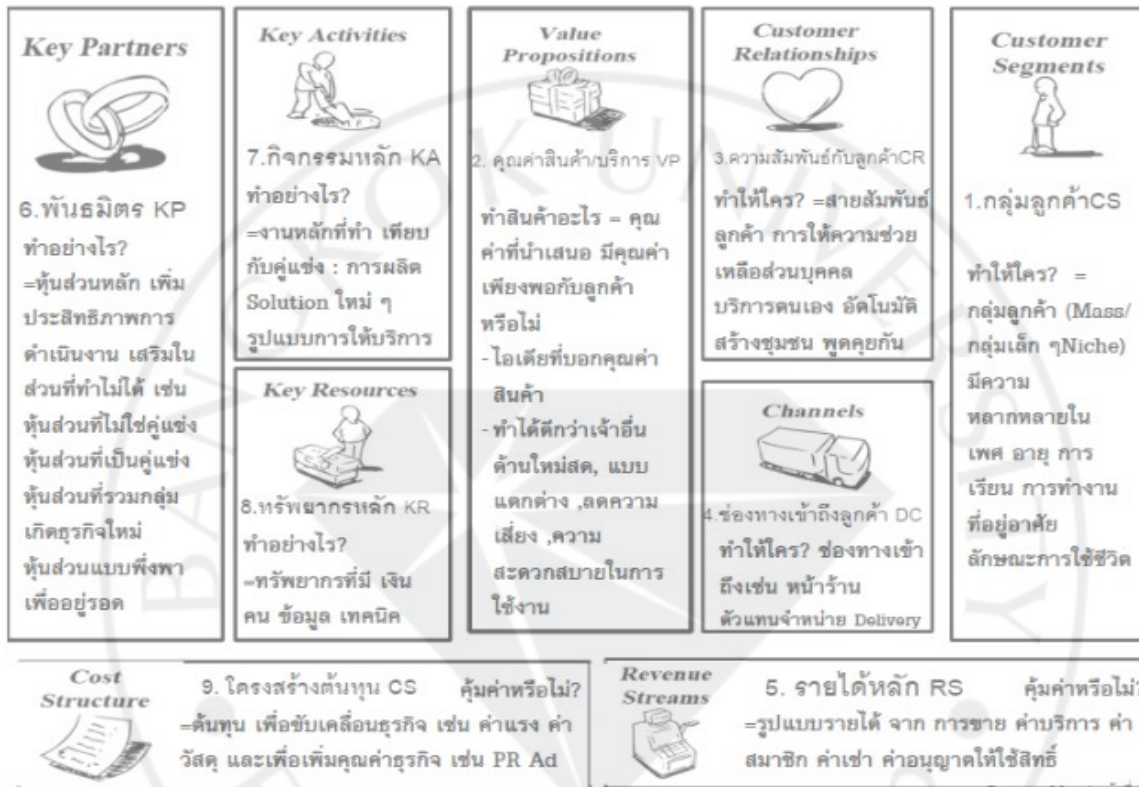 Key Partners
6.พันธมิตร KP
ทำอย่างไร?
=หุ้นส่วนหลัก เพิ่ม
ประสิทธิภาพการ
ดำเนินงาน เสริมใน
ส่วนที่ทำไม่ได้ เช่น
หุ้นส่วนที่ไม่ใช่คู่แข่ง
หุ้นส่วนที่เป็นคู่แข่ง
หุ้นส่วนที่รวมกลุ่ม
เกิดธุรกิจใหม่
หุ้นส่วนแบบพึ่งพา
เพื่ออยู่รอด
Key Activities
7.กิจกรรมหลัก KA
ทำอย่างไร?
=งานหลักที่ทำ เทียบ
กับคู่แข่ง : การผลิต
Solution ใหม่ ๆ
รูปแบบการให้บริการ
Key Resources
8.ทรัพยากรหลัก KR
ทำอย่างไร?
=ทรัพยากรที่มี เงิน
คน ข้อมูล เทคนิค
Value
Propositions
2. คุณค่าสินค้า/บริการ VP
ทำสินค้าอะไร = คุณ
ค่าที่นำเสนอ มีคุณค่า
เพียงพอกับลูกค้า
หรือไม่
- ไอเดียที่บอกคุณค่า
สินค้า
- ทำได้ดีกว่าเจ้าอื่น
ด้านใหม่สด, แบบ
แตกต่าง ,ลดความ
เสี่ยง ,ความ
สะดวกสบายในการ
ใช้งาน
Customer
Relationships
3.ความสัมพันธ์กับลูกค้าCR
ทำให้ใคร? =สายสัมพันธ์
ลูกค้า การให้ความช่วย
เหลือส่วนบุคคล
บริการตนเอง อัตโนมัติ
สร้างชุมชน พูดคุยกัน
Channels
4.ช่องทางเข้าถึงลูกค้า DC
ทำให้ใคร? ช่องทางเข้า
ถึงเช่น หน้าร้าน
ตัวแทนจำหน่าย Delivery
Customer
Segments
1.กลุ่มลูกค้าCS
ทำให้ใคร? =
กลุ่มลูกค้า (Mass/
กลุ่มเล็ก ๆNiche)
มีความ
หลากหลายใน
เพศ อายุ การ
เรียน การทำงาน
ที่อยู่อาศัย
ลักษณะการใช้ชีวิต
Cost
Structure
9. โครงสร้างต้นทุน CS คุ้มค่าหรือไม่?
=ต้นทุน เพื่อขับเคลื่อนธุรกิจ เช่น ค่าแรง ค่า
วัสดุ และเพื่อเพิ่มคุณค่าธุรกิจ เช่น PR Ad
Revenue
Streams
5. รายได้หลัก RS คุ้มค่าหรือไม่?
=รูปแบบรายได้ จาก การขาย ค่าบริการ ค่า
สมาชิก ค่าเช่า ค่าอนุญาตให้ใช้สิทธิ์
BANGKOK UNIVERSITY